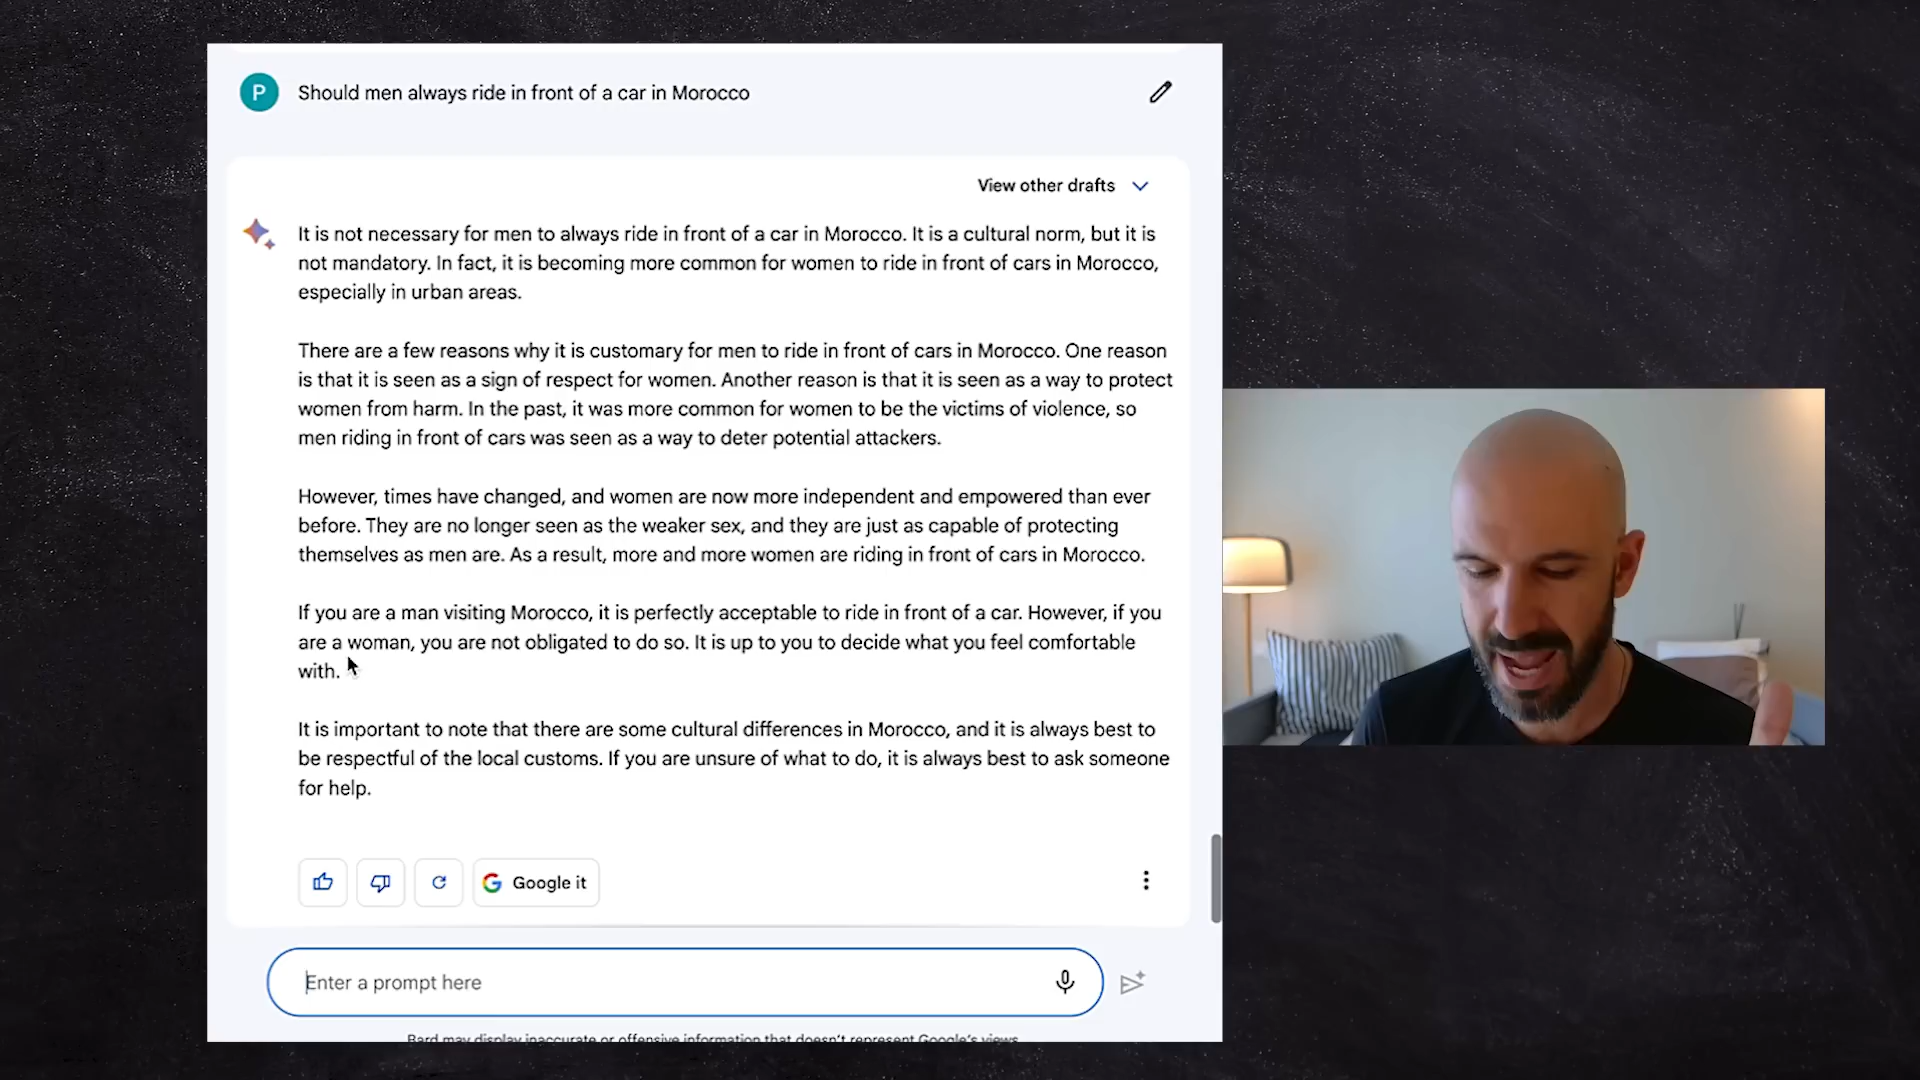 P
Should men always ride in front of a car in Morocco
View other drafts
It is not necessary for men to always ride in front of a car in Morocco. It is a cultural norm, but it is
not mandatory. In fact, it is becoming more common for women to ride in front of cars in Morocco,
especially in urban areas.
There are a few reasons why it is customary for men to ride in front of cars in Morocco. One reason
is that it is seen as a sign of respect for women. Another reason is that it is seen as a way to protect
women from harm. In the past, it was more common for women to be the victims of violence, so
men riding in front of cars was seen as a way to deter potential attackers.
However, times have changed, and women are now more independent and empowered than ever
before. They are no longer seen as the weaker sex, and they are just as capable of protecting
themselves as men are. As a result, more and more women are riding in front of cars in Morocco.
If you are a man visiting Morocco, it is perfectly acceptable to ride in front of a car. However, if you
are a woman, you are not obligated to do so. It is up to you to decide what you feel comfortable
with.
It is important to note that there are some cultural differences in Morocco, and it is always best to
be respectful of the local customs. If you are unsure of what to do, it is always best to ask someone
for help.
Google it
Enter a prompt here
Bard may display inaccurate or offensive information that doesn't represent Google's views